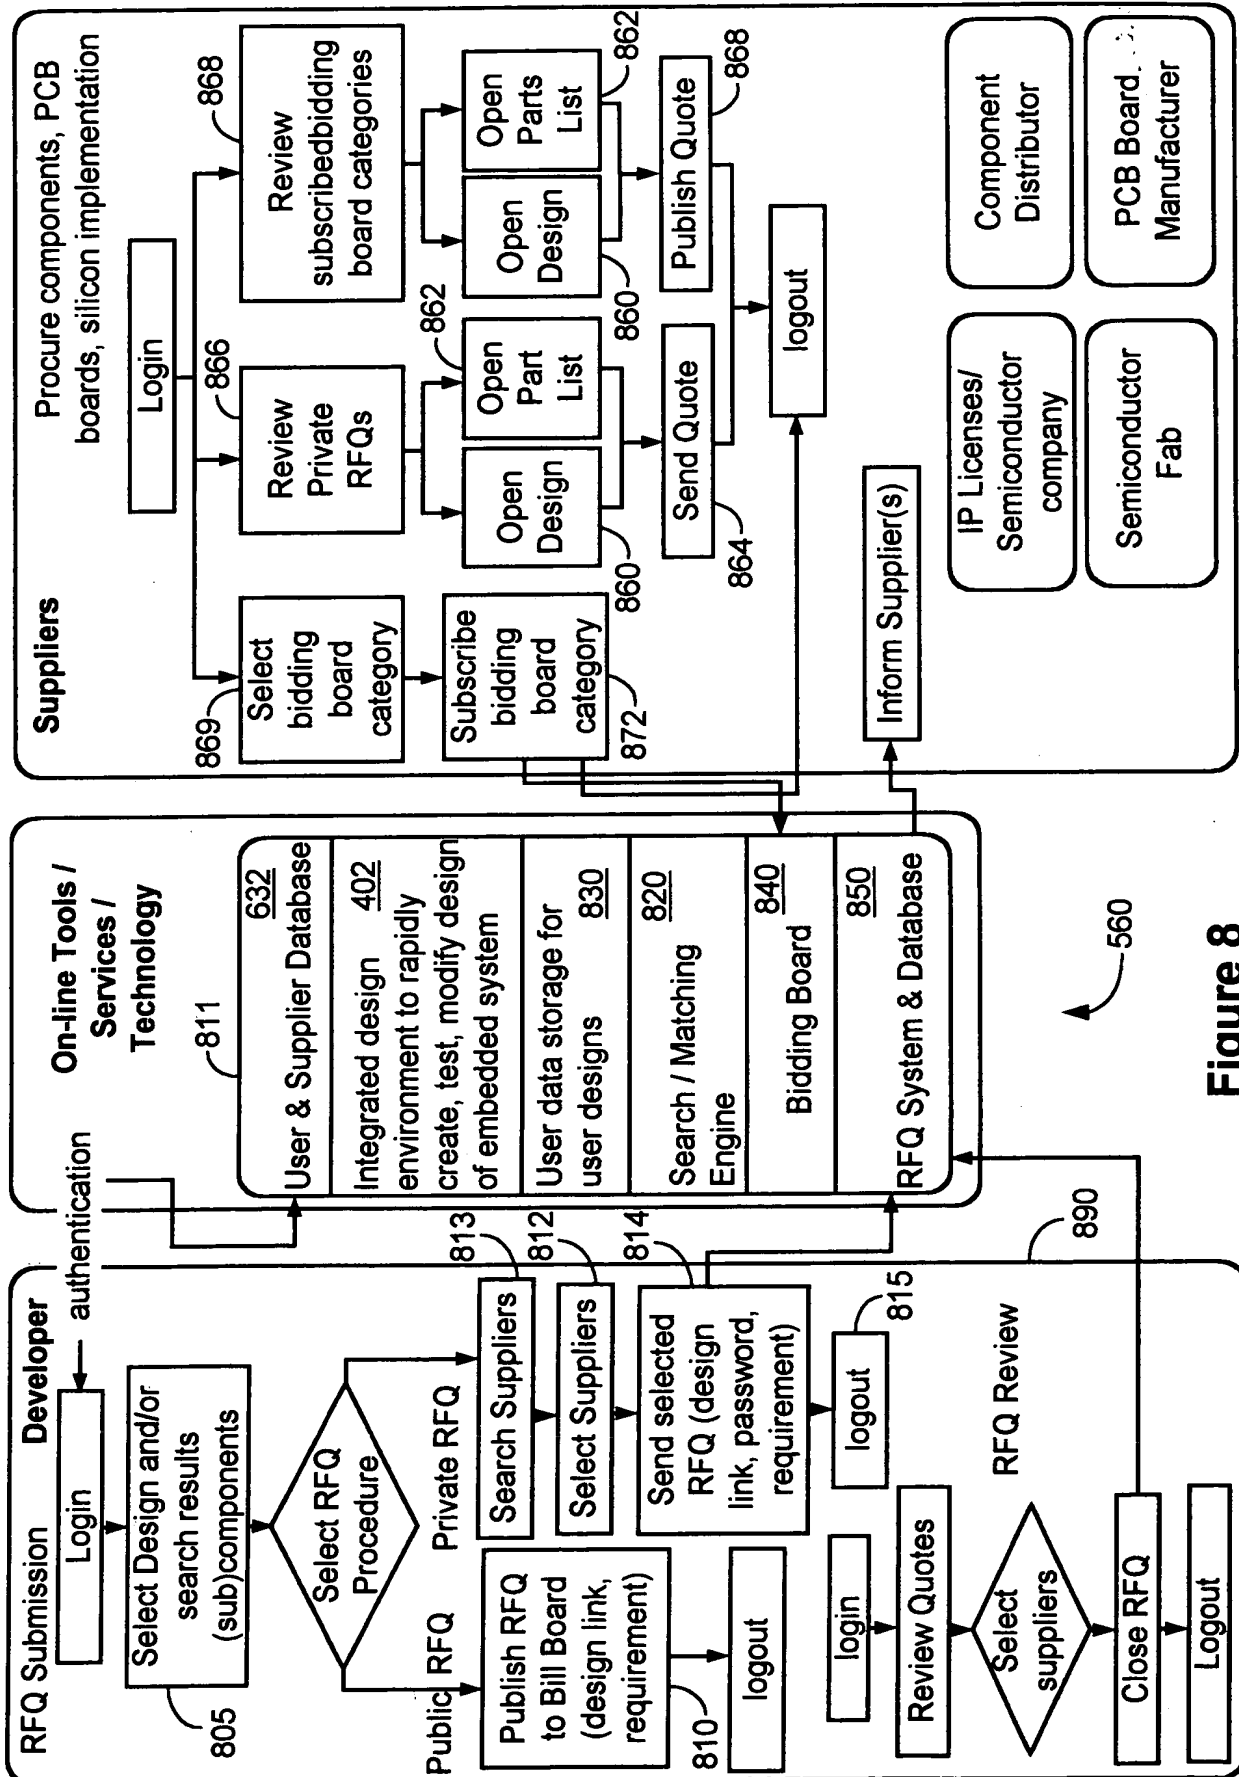 RFQ Submission
Developer
Login
authentication
Select Design and/or
search results
(sub)components
805
Select RFQ
Procedure
Public RFQ
Private RFQ
Publish RFQ
to Bill Board
(design link,
requirement)
810
logout
Search Suppliers
813
Select Suppliers
812
Send selected
RFQ (design
link, password,
requirement)
814
logout
815
RFQ Review
login
Review Quotes
Select
suppliers
Close RFQ
Logout
890
On-line Tools /
Services /
Technology
811
User & Supplier Database
632
Integrated design
402
environment to rapidly
create, test, modify design
of embedded system
User data storage for
830
user designs
Search / Matching
820
Engine
840
Bidding Board
850
RFQ System & Database
560
Figure 8
Suppliers
Procure components, PCB
boards, silicon implementation
Login
869
Select
bidding
board
category
Subscribe
bidding
board
category
872
866
Review
Private
RFQs
Open
Design
860
Open
Part
List
862
Send Quote
864
868
Review
subscribedbidding
board categories
Open
Design
860
Open
Parts
List
862
Publish Quote
868
logout
Inform Supplier(s)
IP Licenses/
Semiconductor
company
Component
Distributor
Semiconductor
Fab
PCB Board
Manufacturer